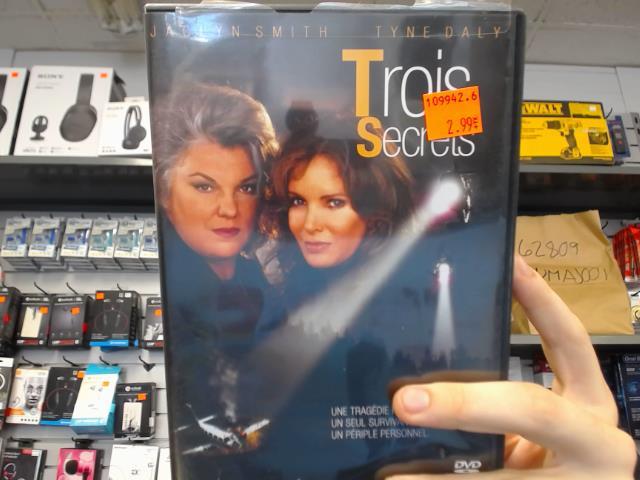 JACLYN SMITH TYNE DALY
Trois
Secrets
109942.6
2.99
UNE TRAGÉDIE
UN SEUL
UN PÉRIPLE PERSONNEL
DVD
SONY
DEWALT
62809